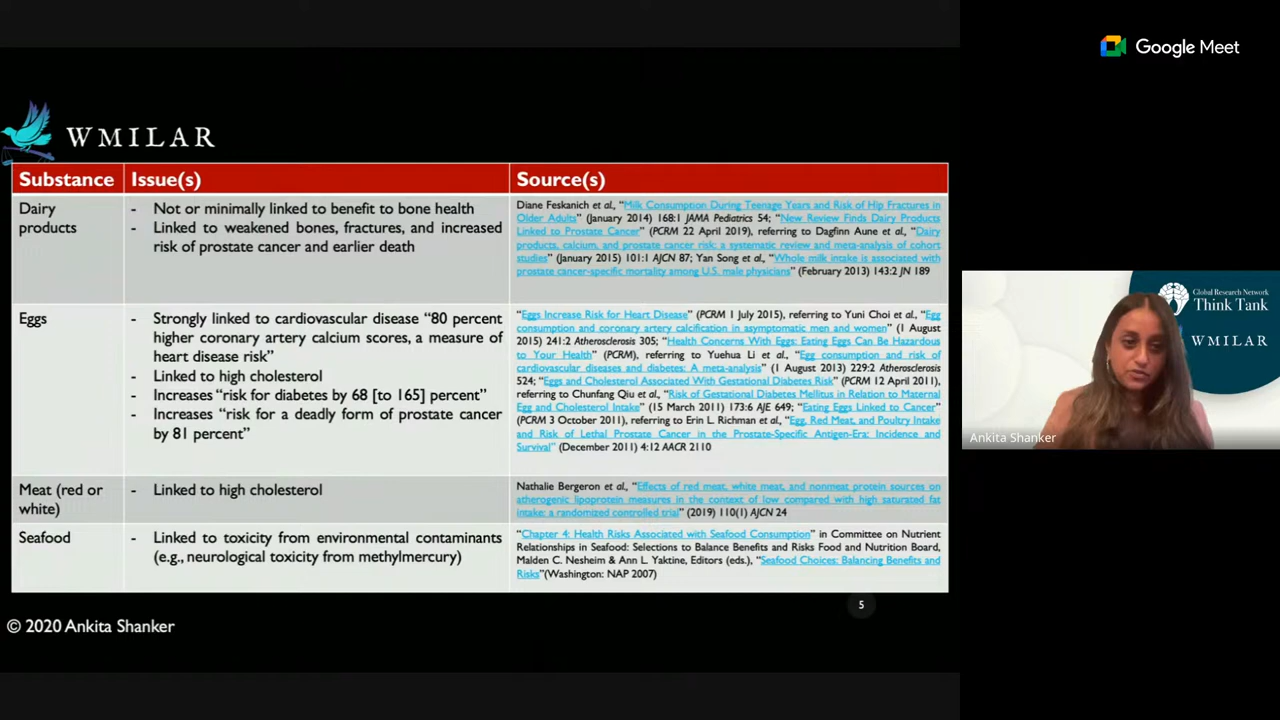 Google Meet
WMILAR
Substance Issue(s) Source(s)
Dairy
products
- Not or minimally linked to benefit to bone health
- Linked to weakened bones, fractures, and increased
risk of prostate cancer and earlier death
Diane Feskanich et al., “Milk Consumption During Teenage Years and Risk of Hip Fractures in
Older Adults” (January 2014) 168:1 JAMA Pediatrics 54; “New Review Finds Dairy Products
Linked to Prostate Cancer” (PCRM 22 April 2019), referring to Dagfinn Aune et al., “Dairy
products, calcium, and prostate cancer risk: a systematic review and meta-analysis of cohort
studies” (January 2015) 101:1 AJCN 87; Yan Song et al., “Whole milk intake is associated with
prostate cancer-specific mortality among U.S. male physicians” (February 2013) 143:2 JN 189
Eggs
- Strongly linked to cardiovascular disease “80 percent
higher coronary artery calcium scores, a measure of
heart disease risk”
- Linked to high cholesterol
- Increases “risk for diabetes by 68 [to 165] percent”
- Increases “risk for a deadly form of prostate cancer
by 81 percent”
“Eggs Increase Risk for Heart Disease” (PCRM 1 July 2015), referring to Yuni Choi et al., “Egg
consumption and coronary artery calcification in asymptomatic men and women” (1 August
2015) 241:2 Atherosclerosis 305; “Health Concerns With Eggs: Eating Eggs Can Be Hazardous
to Your Health” (PCRM), referring to Yuehua Li et al., “Egg consumption and risk of
cardiovascular diseases and diabetes: A meta-analysis” (1 August 2013) 229:2 Atherosclerosis
524; “Eggs and Cholesterol Associated With Gestational Diabetes Risk” (PCRM 12 April 2011),
referring to Chunfang Qiu et al., “Risk of Gestational Diabetes Mellitus in Relation to Maternal
Egg and Cholesterol Intake” (15 March 2011) 173:6 AJE 649; “Eating Eggs Linked to Cancer”
(PCRM 3 October 2011), referring to Erin L. Richman et al., “Egg, Red Meat, and Poultry Intake
and Risk of Lethal Prostate Cancer in the Prostate-Specific Antigen-Era: Incidence and
Survival” (December 2011) 4:12 AACR 2110
Meat (red or
white)
- Linked to high cholesterol
Nathalie Bergeron et al., “Effects of red meat, white meat, and nonmeat protein sources on
atherogenic lipoprotein measures in the context of low compared with high saturated fat
intake: a randomized controlled trial” (2019) 110(1) AJCN 24
Seafood
- Linked to toxicity from environmental contaminants
(e.g., neurological toxicity from methylmercury)
“Chapter 4: Health Risks Associated with Seafood Consumption” in Committee on Nutrient
Relationships in Seafood: Selections to Balance Benefits and Risks Food and Nutrition Board,
Malden C. Nesheim & Ann L. Yaktine, Editors (eds.), “Seafood Choices: Balancing Benefits and
Risks”(Washington: NAP 2007)
5
© 2020 Ankita Shanker
Global Research Network
Think Tank
WMILAR
Ankita Shanker